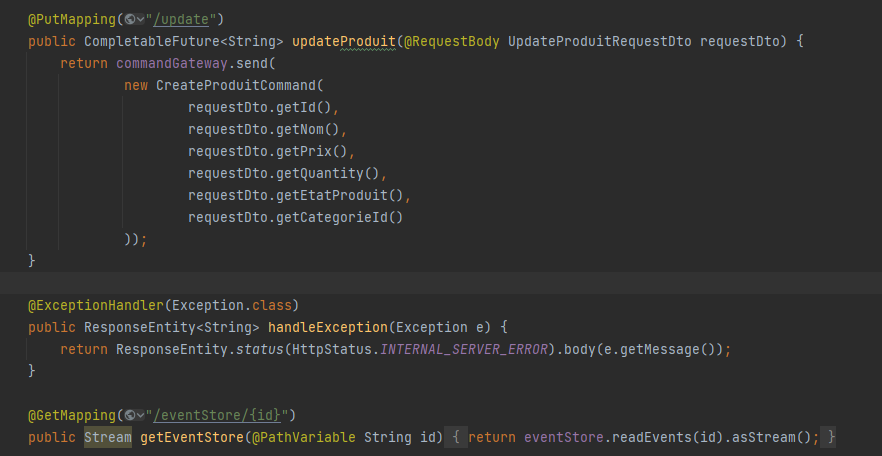 @PutMapping("/update")
public CompletableFuture<String> updateProduit(@RequestBody UpdateProduitRequestDto requestDto) {
return commandGateway.send(
new CreateProduitCommand(
requestDto.getId(),
requestDto.getNom(),
requestDto.getPrix(),
requestDto.getQuantity(),
requestDto.getEtatProduit(),
requestDto.getCategorieId()
));
}
@ExceptionHandler(Exception.class)
public ResponseEntity<String> handleException(Exception e) {
return ResponseEntity.status(HttpStatus.INTERNAL_SERVER_ERROR).body(e.getMessage());
}
@GetMapping("/eventStore/{id}")
public Stream getEventStore(@PathVariable String id) { return eventStore.readEvents(id).asStream(); }